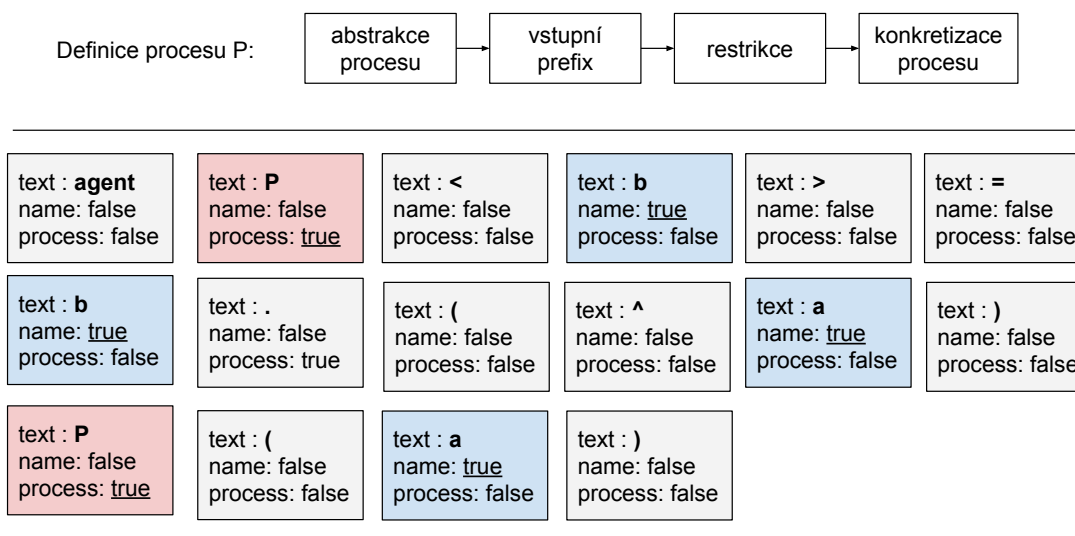 Definice procesu P:
abstrakce
procesu
vstupní
prefix
restrikce
konkretizace
procesu
text : agent
name: false
process: false
text : P
name: false
process: true
text : <
name: false
process: false
text : b
name: true
process: false
text : >
name: false
process: false
text : =
name: false
process: false
text : b
name: true
process: false
text : .
name: false
process: true
text : (
name: false
process: false
text : ^
name: false
process: false
text : a
name: true
process: false
text : )
name: false
process: false
text : P
name: false
process: true
text : (
name: false
process: false
text : a
name: true
process: false
text : )
name: false
process: false